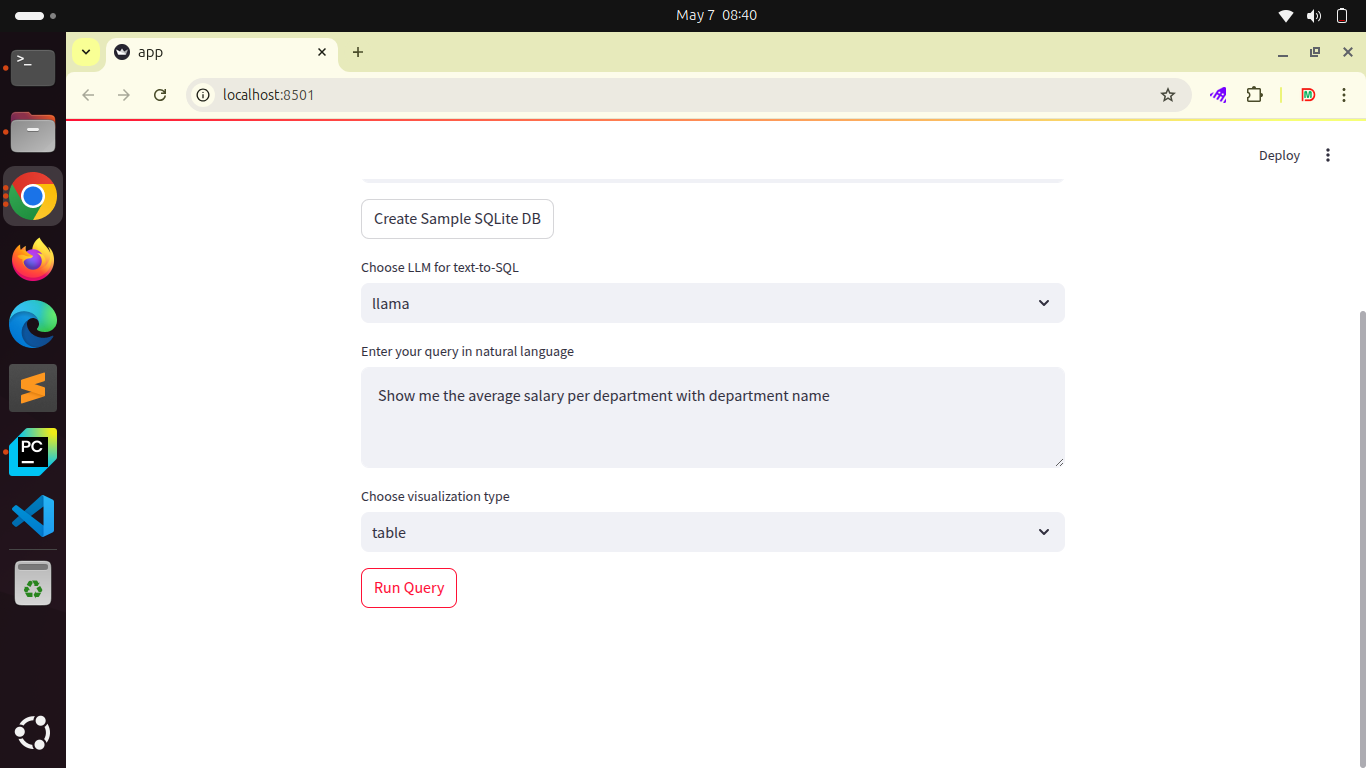 May 7 08:40
app
localhost:8501
Deploy
Create Sample SQLite DB
Choose LLM for text-to-SQL
llama
Enter your query in natural language
Show me the average salary per department with department name
Choose visualization type
table
Run Query
>_
PC
M